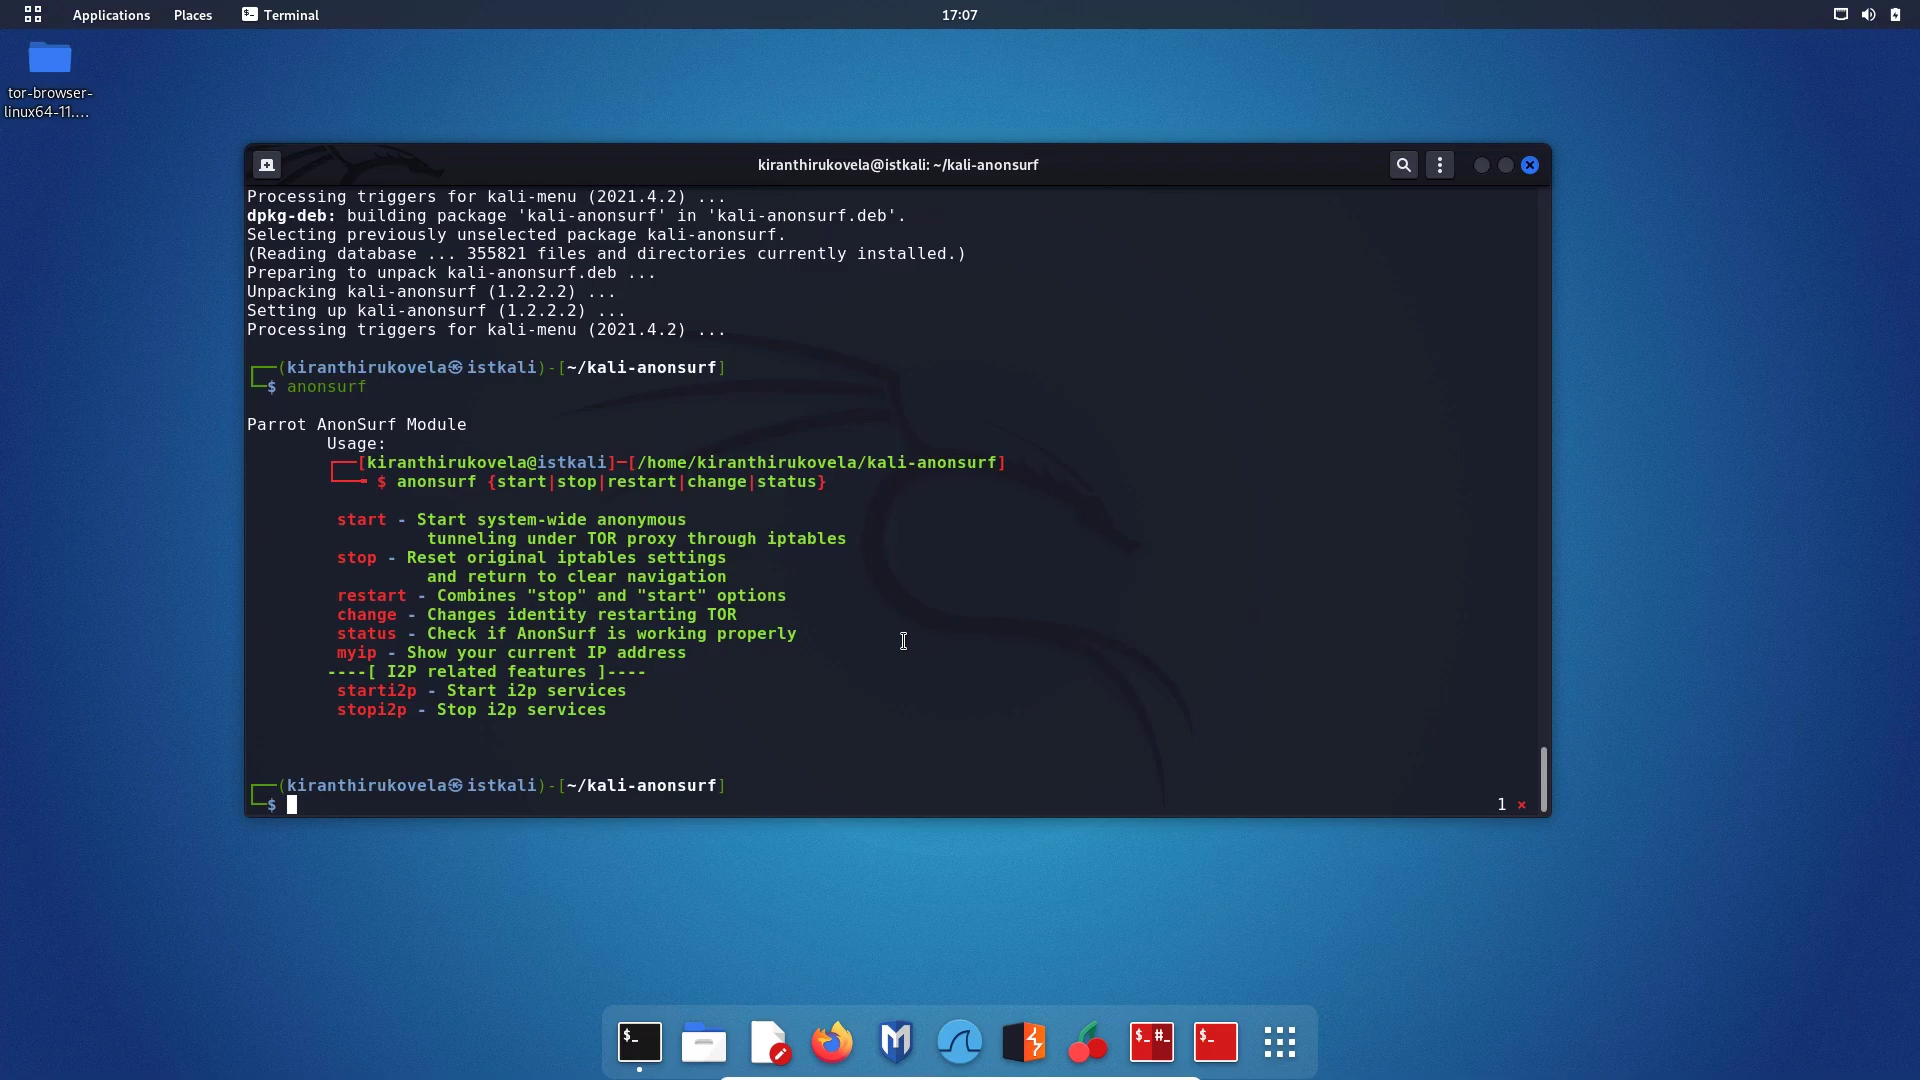 Applications Places Terminal 17:07
tor-browser-
linux64-11....
kiranthirukovela@istkali: ~/kali-anonsurf
Processing triggers for kali-menu (2021.4.2) ...
dpkg-deb: building package 'kali-anonsurf' in 'kali-anonsurf.deb'.
Selecting previously unselected package kali-anonsurf.
(Reading database ... 355821 files and directories currently installed.)
Preparing to unpack kali-anonsurf.deb ...
Unpacking kali-anonsurf (1.2.2.2) ...
Setting up kali-anonsurf (1.2.2.2) ...
Processing triggers for kali-menu (2021.4.2) ...
┌──(kiranthirukovela㉿istkali)-[~/kali-anonsurf]
└─$ anonsurf
Parrot AnonSurf Module
Usage:
┌──[kiranthirukovela@istkali]─[/home/kiranthirukovela/kali-anonsurf]
└──╼ $ anonsurf {start|stop|restart|change|status}
start - Start system-wide anonymous
tunneling under TOR proxy through iptables
stop - Reset original iptables settings
and return to clear navigation
restart - Combines "stop" and "start" options
change - Changes identity restarting TOR
status - Check if AnonSurf is working properly
myip - Show your current IP address
----[ I2P related features ]----
starti2p - Start i2p services
stopi2p - Stop i2p services
┌──(kiranthirukovela㉿istkali)-[~/kali-anonsurf]
└─$ 1 ⨯
$_ $_ #_ $_